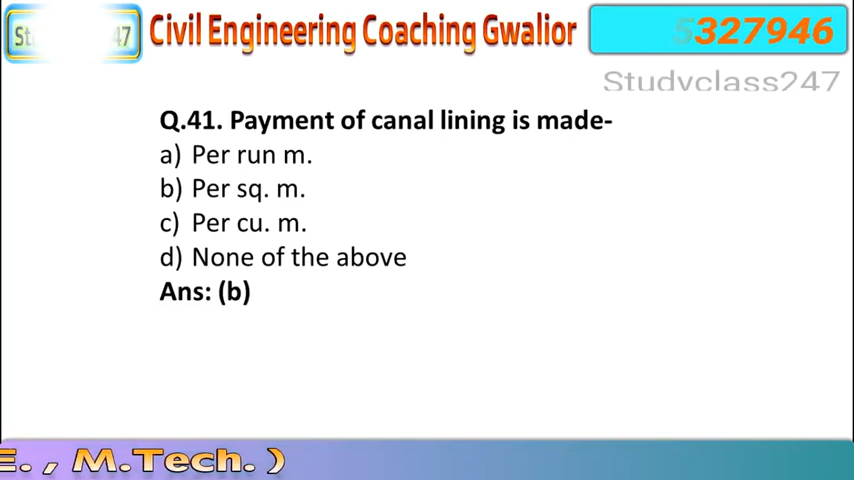 Civil Engineering Coaching Gwalior
5327946
Studyclass247
Q.41. Payment of canal lining is made-
a) Per run m.
b) Per sq. m.
c) Per cu. m.
d) None of the above
Ans: (b)
E. , M.Tech. )